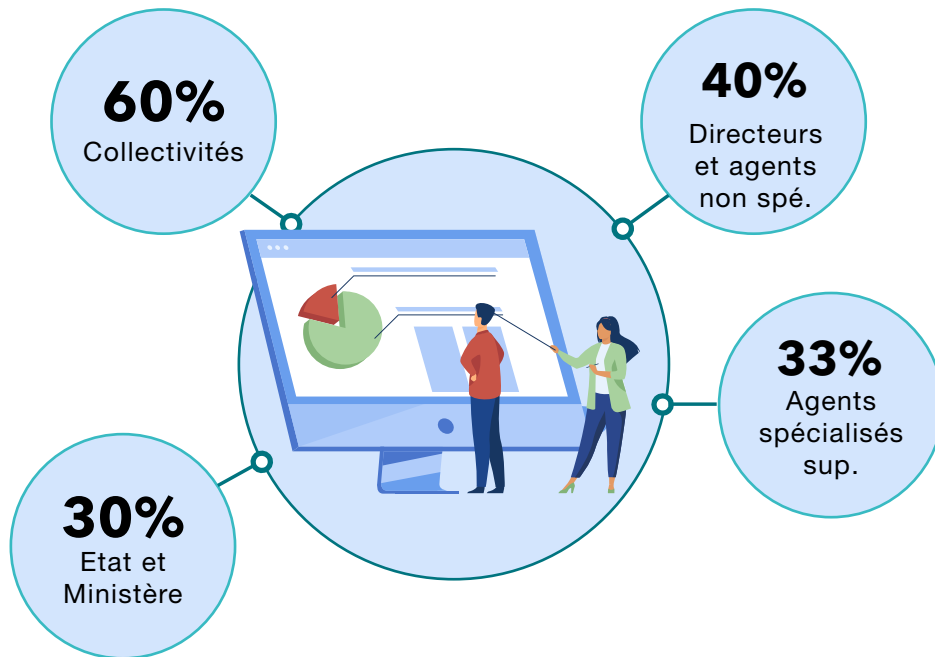 60%
Collectivités
40%
Directeurs
et agents
non spé.
33%
Agents
spécialisés
sup.
30%
Etat et
Ministère